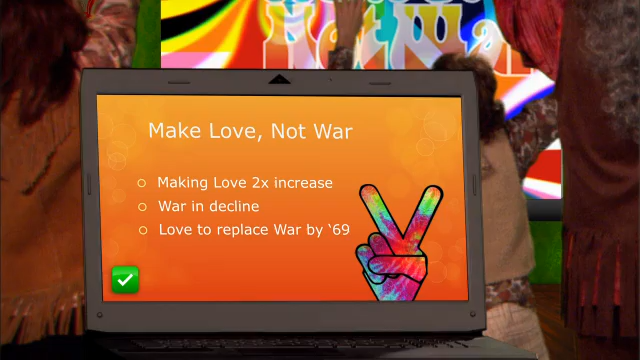 Make Love, Not War
Making Love 2x increase
War in decline
Love to replace War by ‘69